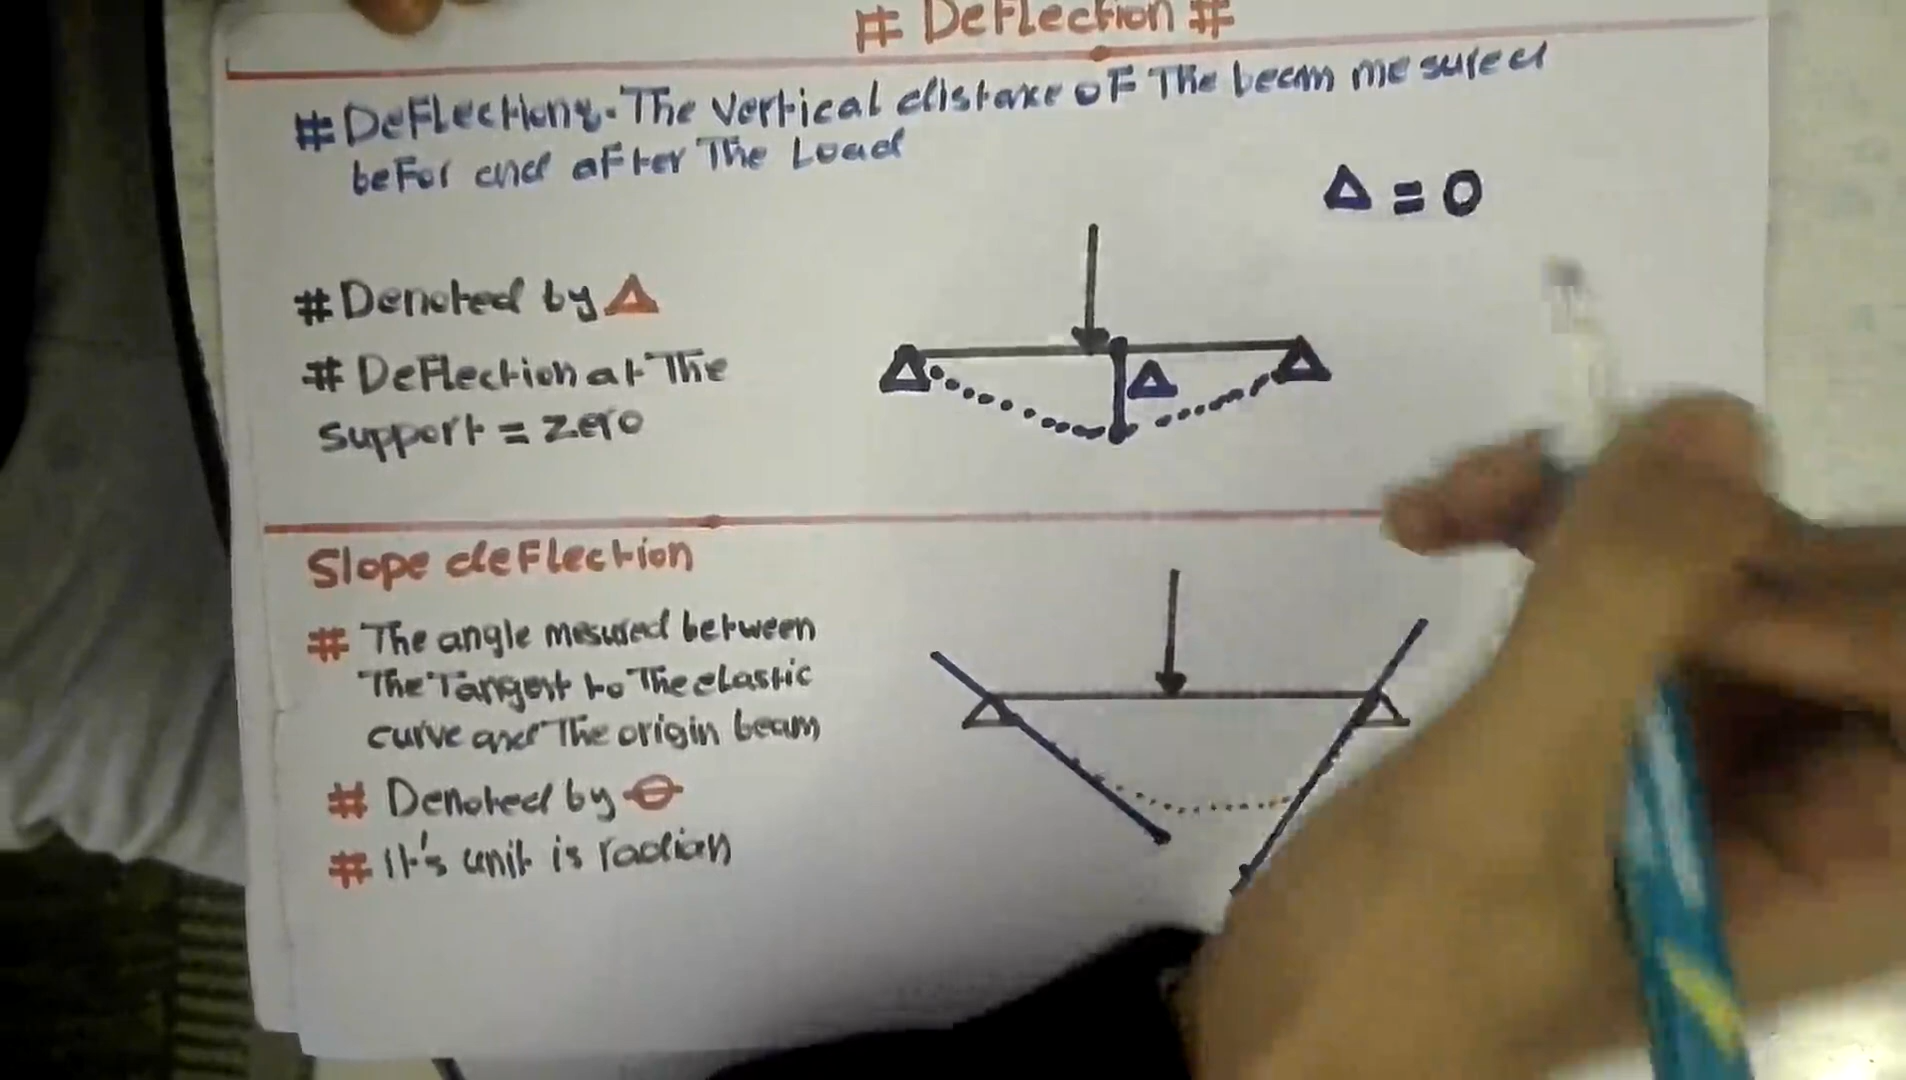 # Deflection #
# Deflection:-The vertical distance of The beam mesured
befor and after The Load
Δ = 0
# Denoted by Δ
# Deflection at The
support = zero
Δ
Slope deflection
# The angle mesured between
The Tangent to The elastic
curve and The origin beam
# Denoted by Θ
# It's unit is radian